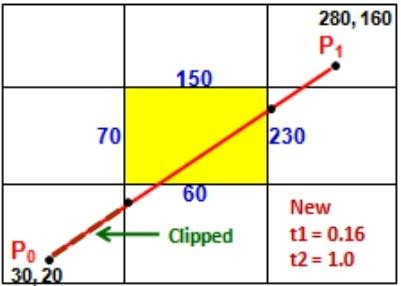 280, 160
P1
150
70
230
60
Clipped
New
t1 = 0.16
t2 = 1.0
P0
30, 20